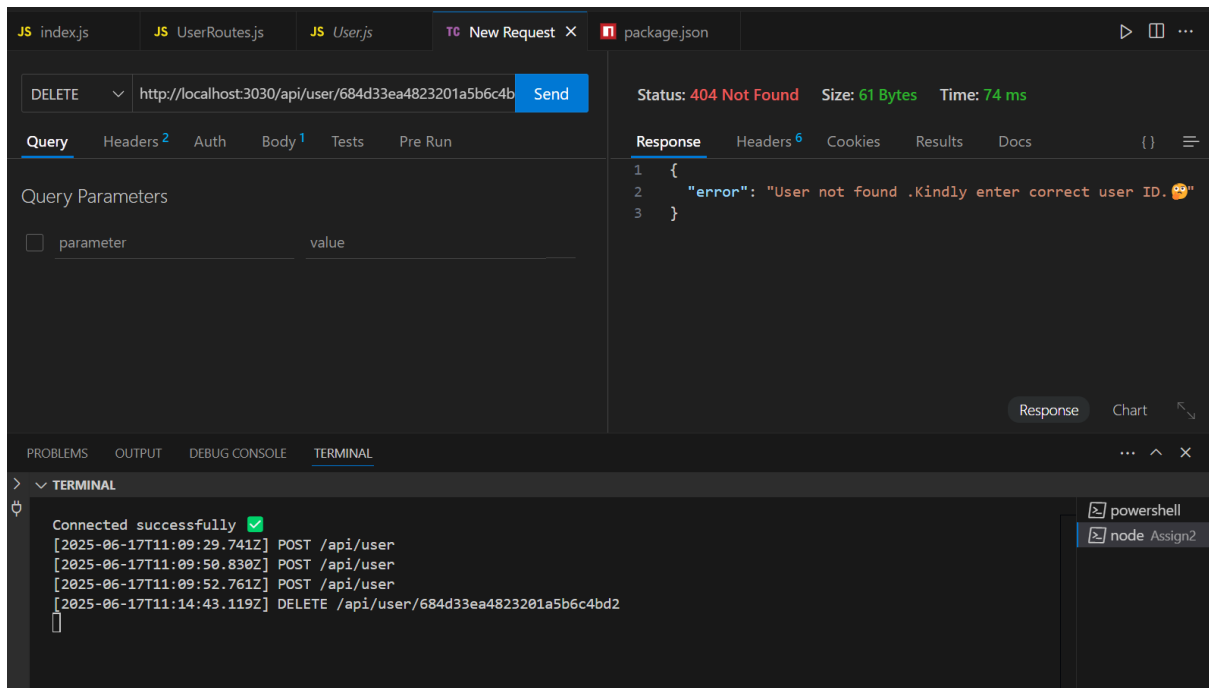 JS index.js JS UserRoutes.js JS User.js TC New Request × n package.json ...
DELETE http://localhost:3030/api/user/684d33ea4823201a5b6c4b Send
Query Headers 2 Auth Body 1 Tests Pre Run
Query Parameters
parameter value
Status: 404 Not Found Size: 61 Bytes Time: 74 ms
Response Headers 6 Cookies Results Docs { }
1 {
2 "error": "User not found .Kindly enter correct user ID.🤔"
3 }
Response Chart
PROBLEMS OUTPUT DEBUG CONSOLE TERMINAL ...
TERMINAL
Connected successfully ✅
[2025-06-17T11:09:29.741Z] POST /api/user
[2025-06-17T11:09:50.830Z] POST /api/user
[2025-06-17T11:09:52.761Z] POST /api/user
[2025-06-17T11:14:43.119Z] DELETE /api/user/684d33ea4823201a5b6c4bd2
powershell
node Assign2